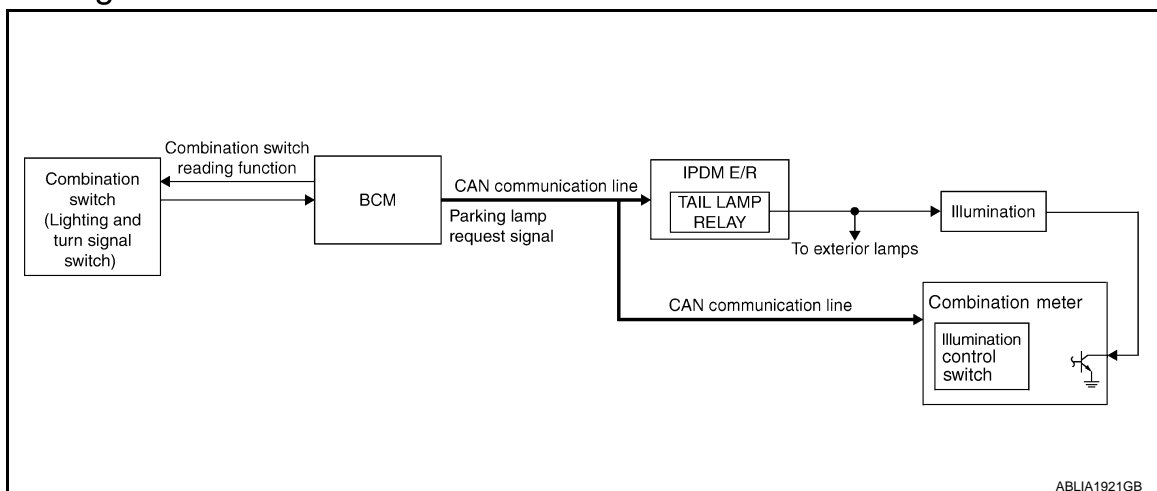 Combination switch
reading function
Combination
switch
(Lighting and
turn signal
switch)
BCM
CAN communication line
Parking lamp
request signal
IPDM E/R
TAIL LAMP
RELAY
To exterior lamps
Illumination
CAN communication line
Combination meter
Illumination
control
switch
ABLIA1921GB